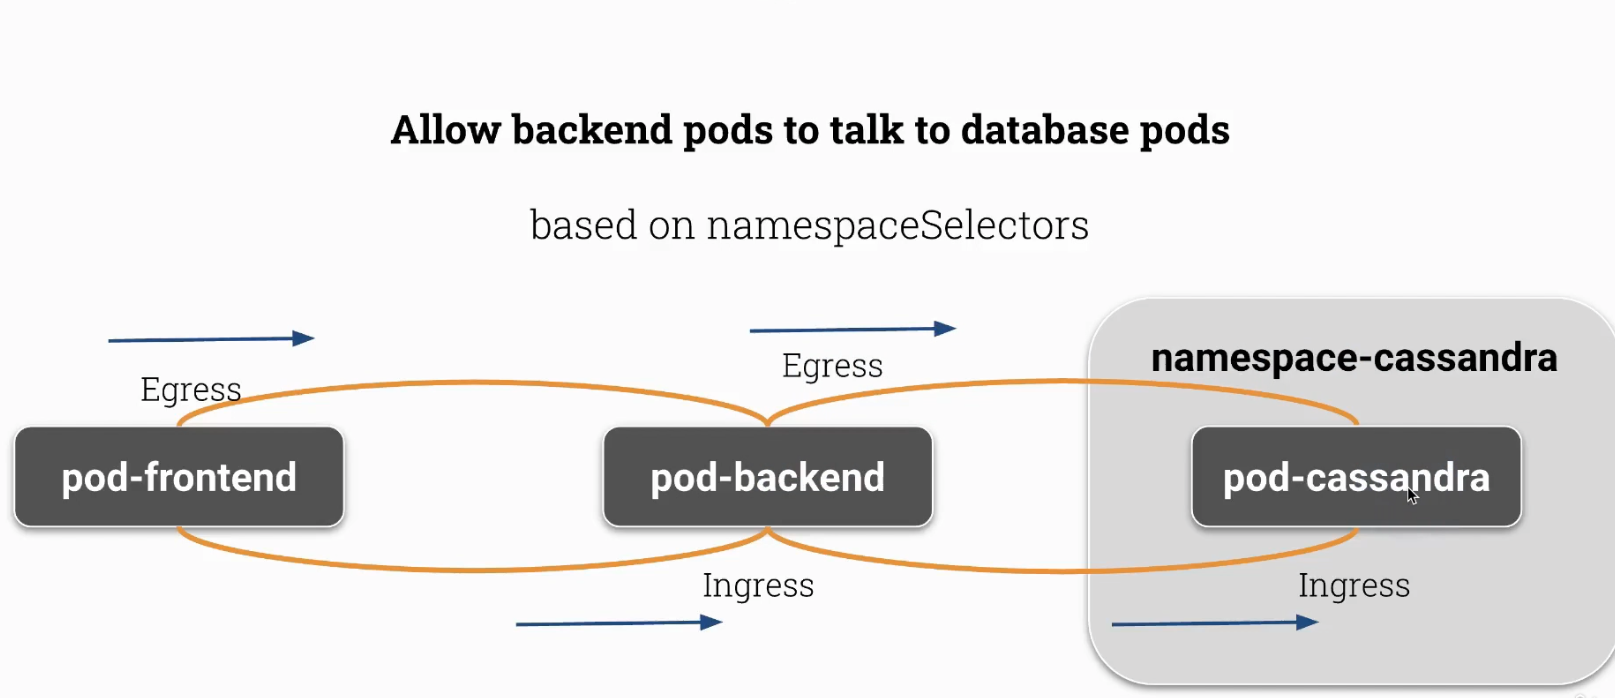 Allow backend pods to talk to database pods
based on namespaceSelectors
Egress
Egress
namespace-cassandra
pod-frontend
pod-backend
pod-cassandra
Ingress
Ingress